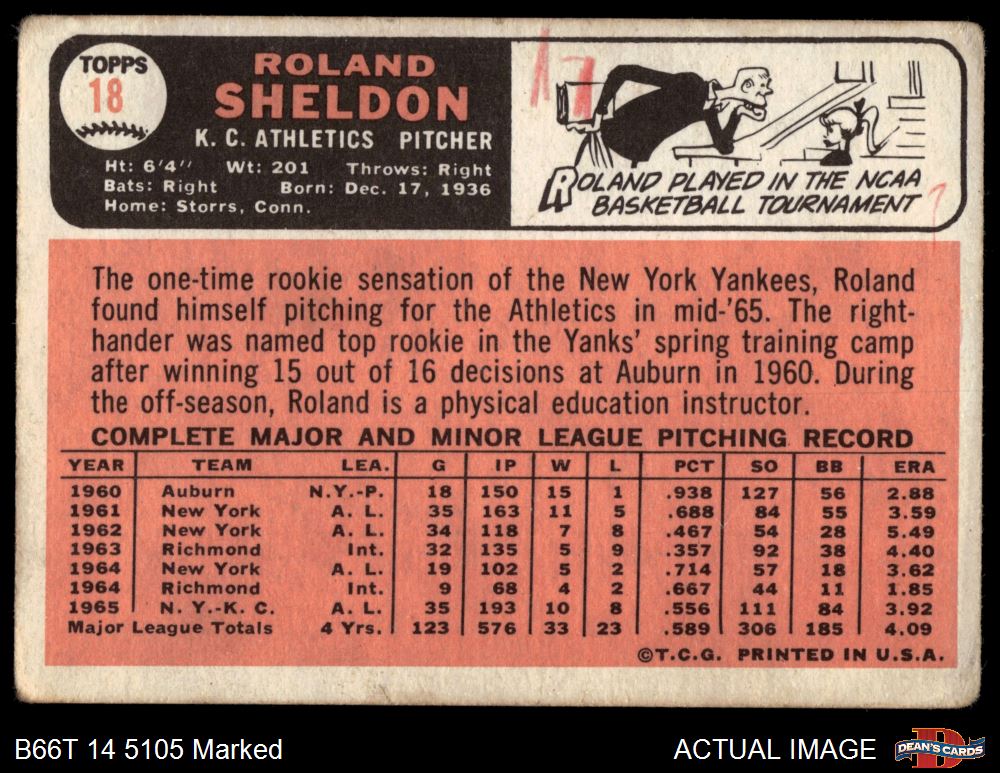 TOPPS
18
ROLAND
SHELDON
K. C. ATHLETICS PITCHER
Ht: 6'4" Wt: 201 Throws: Right
Bats: Right Born: Dec. 17, 1936
Home: Storrs, Conn.
17
ROLAND PLAYED IN THE NCAA
BASKETBALL TOURNAMENT
?
The one-time rookie sensation of the New York Yankees, Roland
found himself pitching for the Athletics in mid-'65. The right-
hander was named top rookie in the Yanks' spring training camp
after winning 15 out of 16 decisions at Auburn in 1960. During
the off-season, Roland is a physical education instructor.
COMPLETE MAJOR AND MINOR LEAGUE PITCHING RECORD
YEAR TEAM LEA. G IP W L PCT SO BB ERA
1960 Auburn N.Y.-P. 18 150 15 1 .938 127 56 2.88
1961 New York A. L. 35 163 11 5 .688 84 55 3.59
1962 New York A. L. 34 118 7 8 .467 54 28 5.49
1963 Richmond Int. 32 135 5 9 .357 92 38 4.40
1964 New York A. L. 19 102 5 2 .714 57 18 3.62
1964 Richmond Int. 9 68 4 2 .667 44 11 1.85
1965 N. Y.-K. C. A. L. 35 193 10 8 .556 111 84 3.92
Major League Totals 4 Yrs. 123 576 33 23 .589 306 185 4.09
©T.C.G. PRINTED IN U.S.A.
B66T 14 5105 Marked
ACTUAL IMAGE
DEAN'S CARDS